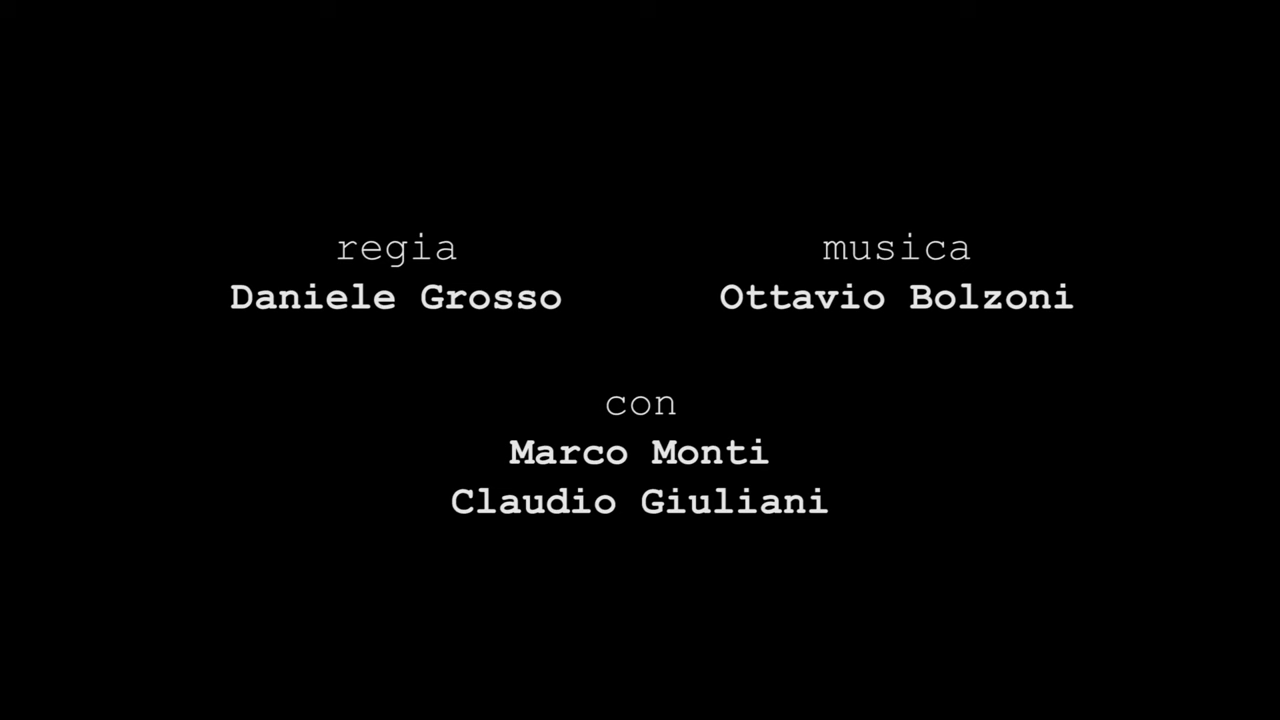 regia
Daniele Grosso
musica
Ottavio Bolzoni
con
Marco Monti
Claudio Giuliani